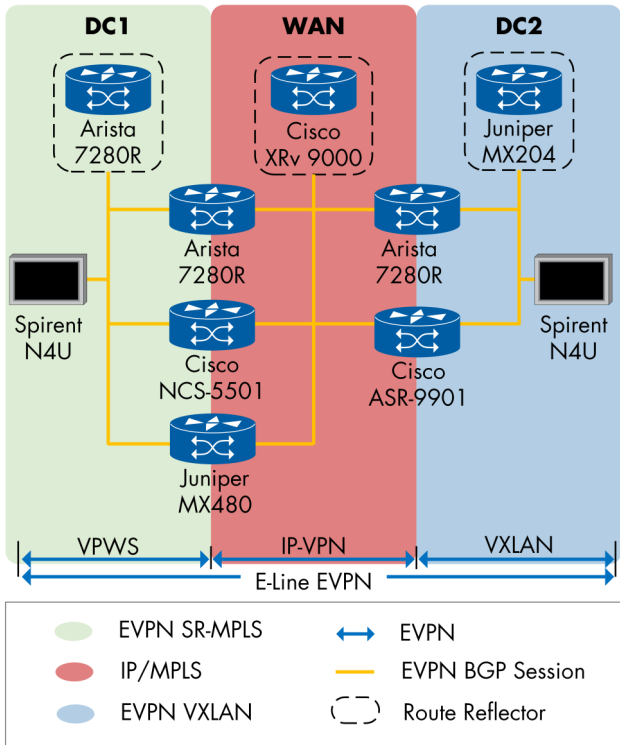 DC1
WAN
DC2
Arista
7280R
Cisco
XRv 9000
Juniper
MX204
Arista
7280R
Arista
7280R
Spirent
N4U
Spirent
N4U
Cisco
NCS-5501
Cisco
ASR-9901
Juniper
MX480
VPWS
IP-VPN
VXLAN
E-Line EVPN
EVPN SR-MPLS
EVPN
IP/MPLS
EVPN BGP Session
EVPN VXLAN
Route Reflector